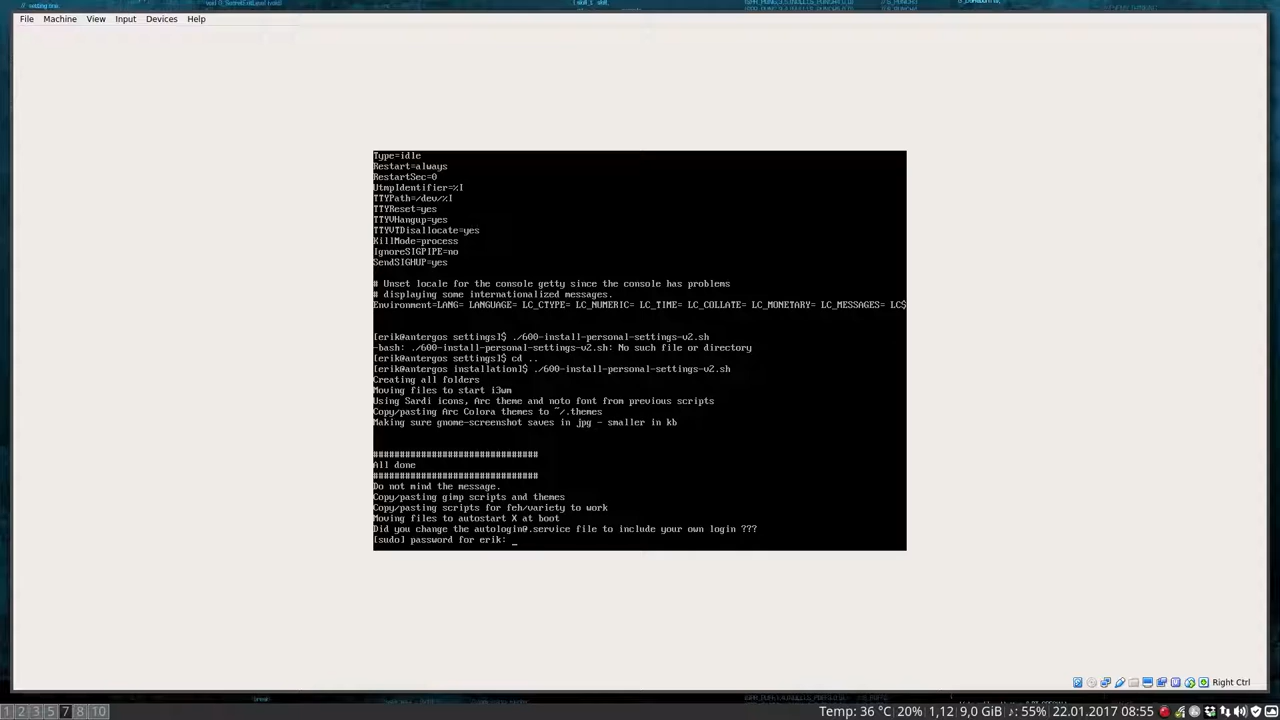 File Machine View Input Devices Help
Type=idle
Restart=always
RestartSec=0
UtmpIdentifier=%I
TTYPath=/dev/%I
TTYReset=yes
TTYVHangup=yes
TTYVTDisallocate=yes
KillMode=process
IgnoreSIGPIPE=no
SendSIGHUP=yes
# Unset locale for the console getty since the console has problems
# displaying some internationalized messages.
Environment=LANG= LANGUAGE= LC_CTYPE= LC_NUMERIC= LC_TIME= LC_COLLATE= LC_MONETARY= LC_MESSAGES= LC$
[erik@antergos settings]$ ./600-install-personal-settings-v2.sh
-bash: ./600-install-personal-settings-v2.sh: No such file or directory
[erik@antergos settings]$ cd ..
[erik@antergos installation]$ ./600-install-personal-settings-v2.sh
Creating all folders
Moving files to start i3wm
Using Sardi icons, Arc theme and noto font from previous scripts
Copy/pasting Arc Colora themes to ~/.themes
Making sure gnome-screenshot saves in jpg - smaller in kb
###############################
All done
###############################
Do not mind the message.
Copy/pasting gimp scripts and themes
Copy/pasting scripts for feh/variety to work
Moving files to autostart X at boot
Did you change the autologin@.service file to include your own login ???
[sudo] password for erik: _
Right Ctrl
1 2 3 5 7 8 10 Temp: 36 °C 20% 1,12 9,0 GiB ♪: 55% 22.01.2017 08:55